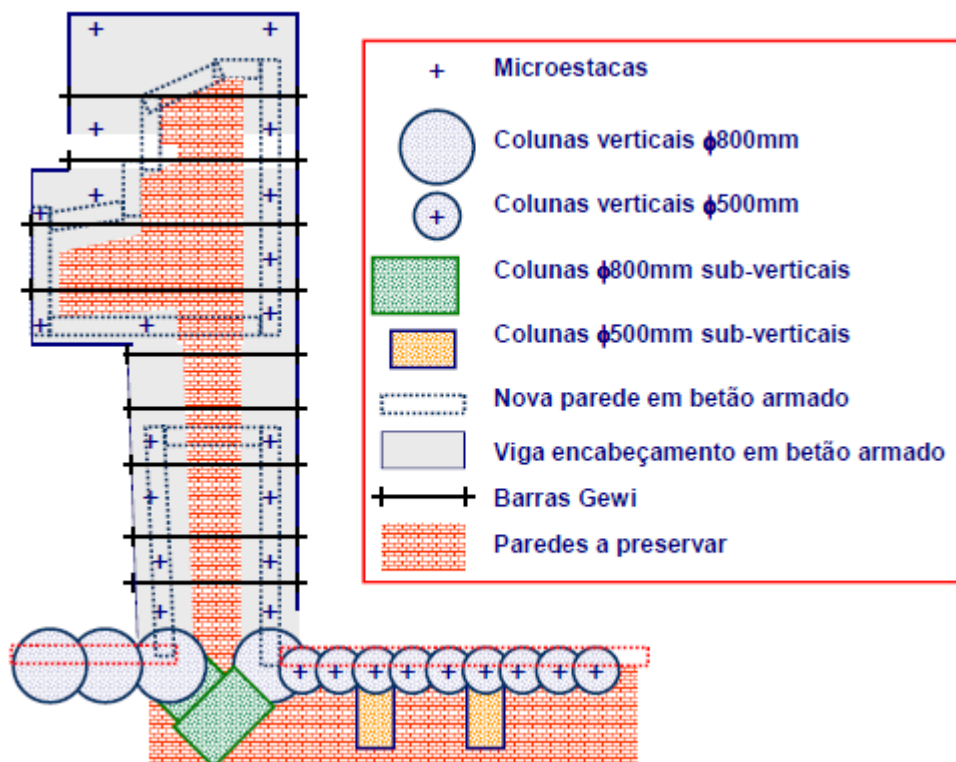 Microestacas
Colunas verticais ϕ800mm
Colunas verticais ϕ500mm
Colunas ϕ800mm sub-verticais
Colunas ϕ500mm sub-verticais
Nova parede em betão armado
Viga encabeçamento em betão armado
Barras Gewi
Paredes a preservar